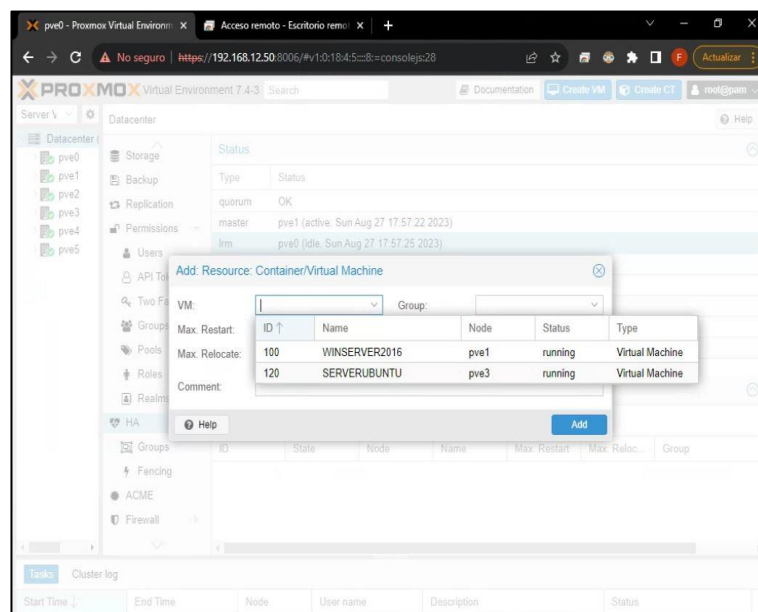 pve0 - Proxmox Virtual Environm
Acceso remoto - Escritorio remo
No seguro | https://192.168.12.50:8006/#v1:0:18:4:5::::8:=consolejs:28
F
Actualizar
PROXMOX Virtual Environment 7.4-3
Search
Documentation
Create VM
Create CT
root@pam
Server V
Datacenter
Help
Datacenter (
pve0
pve1
pve2
pve3
pve4
pve5
Storage
Backup
Replication
Permissions
Users
API To
Two Fa
Groups
Pools
Roles
Realms
HA
Groups
Fencing
ACME
Firewall
Status
Type Status
quorum OK
master pve1 (active, Sun Aug 27 17:57:22 2023)
lrm pve0 (idle, Sun Aug 27 17:57:25 2023)
Add: Resource: Container/Virtual Machine
VM: Group:
Max. Restart:
Max. Relocate:
Comment:
ID Name Node Status Type
100 WINSERVER2016 pve1 running Virtual Machine
120 SERVERUBUNTU pve3 running Virtual Machine
Help
Add
ID State Node Name Max. Restart Max. Reloc... Group
Tasks Cluster log
Start Time End Time Node User name Description Status